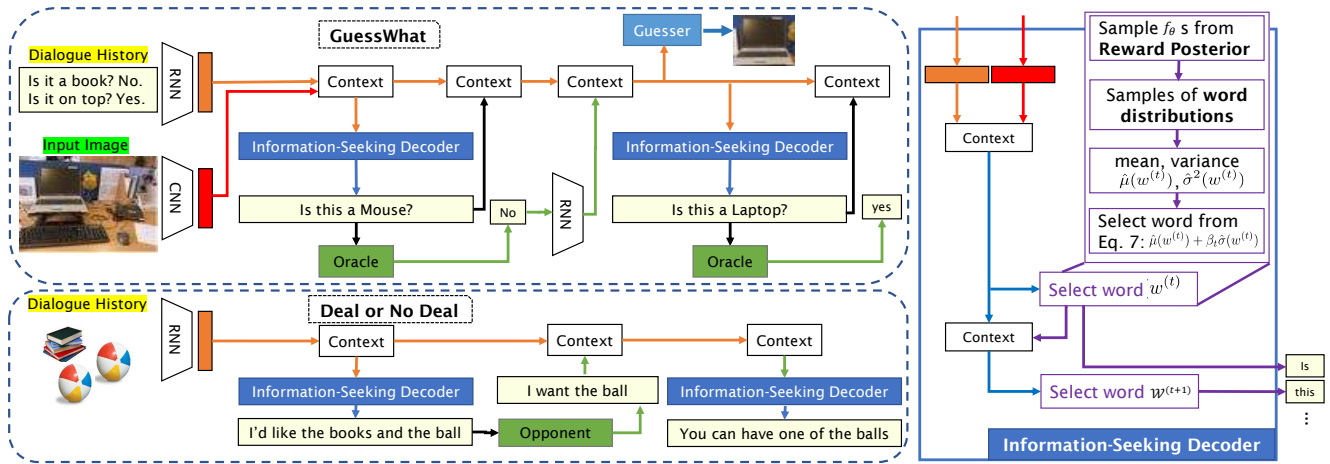 GuessWhat
Dialogue History
Is it a book? No.
Is it on top? Yes.
RNN
Input Image
CNN
Context
Context
Context
Context
Guesser
Information-Seeking Decoder
Information-Seeking Decoder
Is this a Mouse?
No
RNN
Is this a Laptop?
yes
Oracle
Oracle
Dialogue History
RNN
Deal or No Deal
Context
Context
Context
Information-Seeking Decoder
I want the ball
Information-Seeking Decoder
I'd like the books and the ball
Opponent
You can have one of the balls
Sample f_θ s from
Reward Posterior
Samples of word
distributions
mean, variance
μ̂(w^(t)), σ̂²(w^(t))
Select word from
Eq. 7: μ̂(w^(t)) + β_t σ̂(w^(t))
Context
Select word w^(t)
Context
Select word w^(t+1)
Is
this
⋮
Information-Seeking Decoder